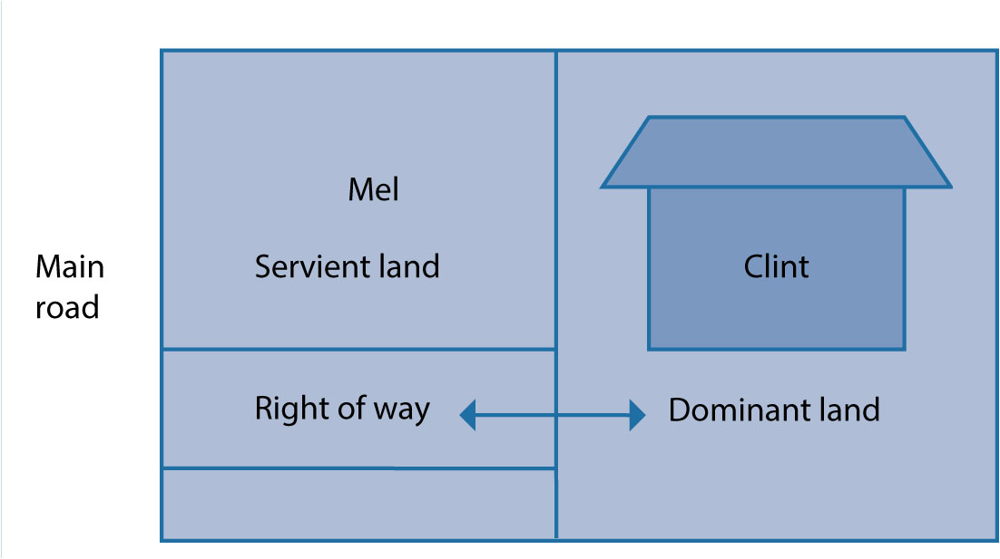 Mel
Servient land
Main
road
Clint
Right of way
Dominant land